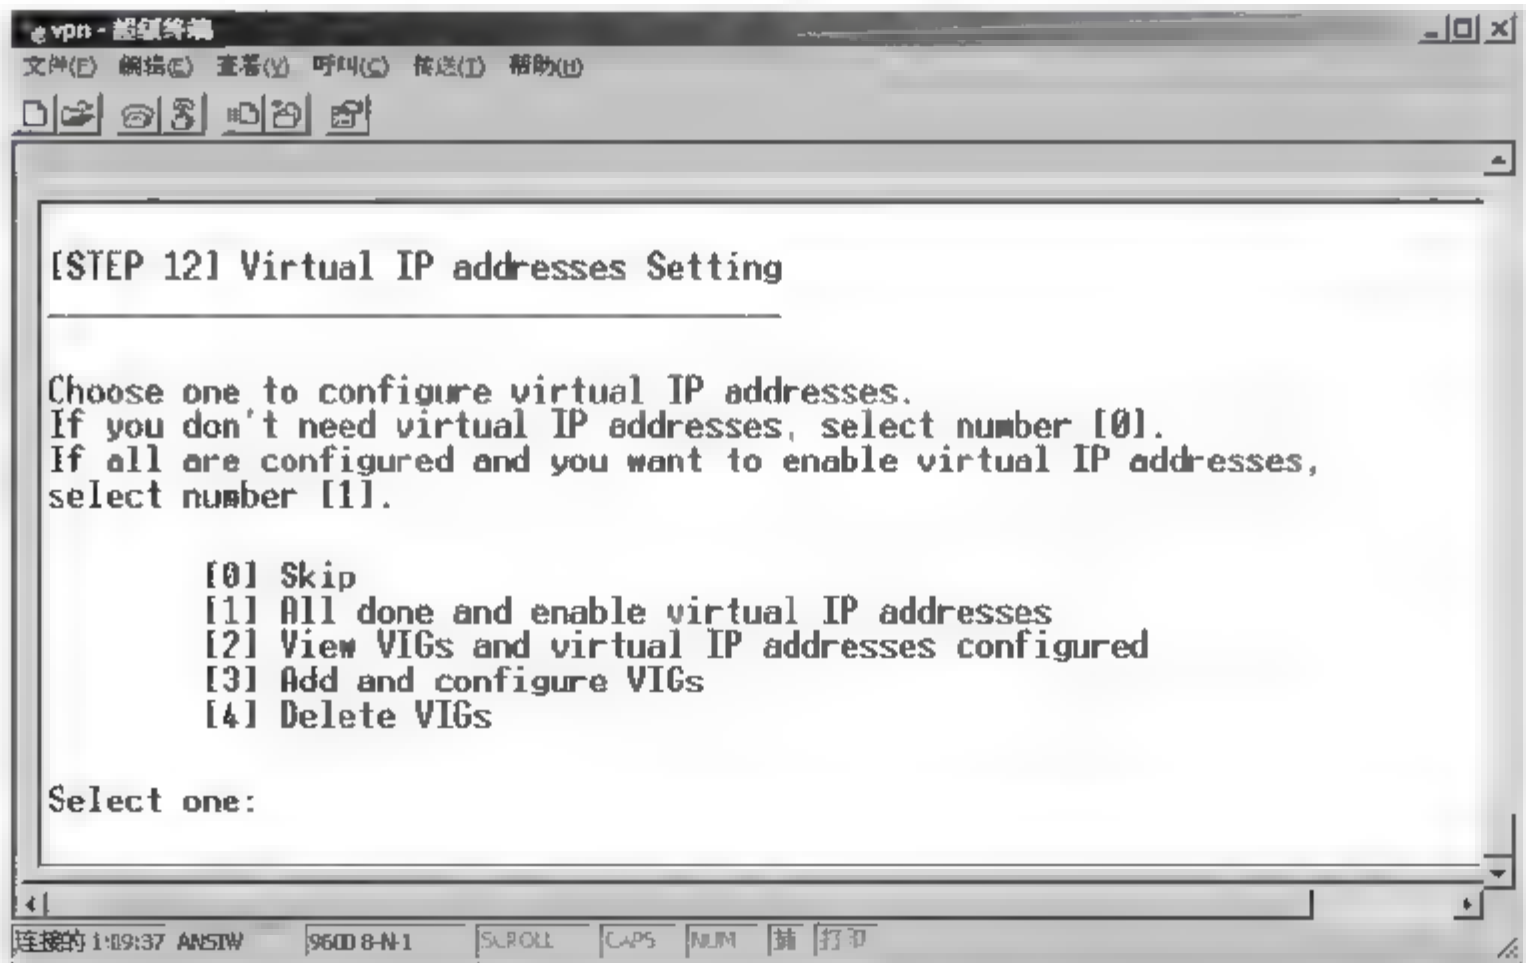 vpn - 超级终端
文件(F) 编辑(E) 查看(V) 呼叫(C) 传送(T) 帮助(H)
[STEP 12] Virtual IP addresses Setting
Choose one to configure virtual IP addresses.
If you don't need virtual IP addresses, select number [0].
If all are configured and you want to enable virtual IP addresses,
select number [1].
[0] Skip
[1] All done and enable virtual IP addresses
[2] View VIGs and virtual IP addresses configured
[3] Add and configure VIGs
[4] Delete VIGs
Select one:
连接的 1:09:37 ANSIW 9600 8-N-1 SCROLL CAPS NUM 捕 打印